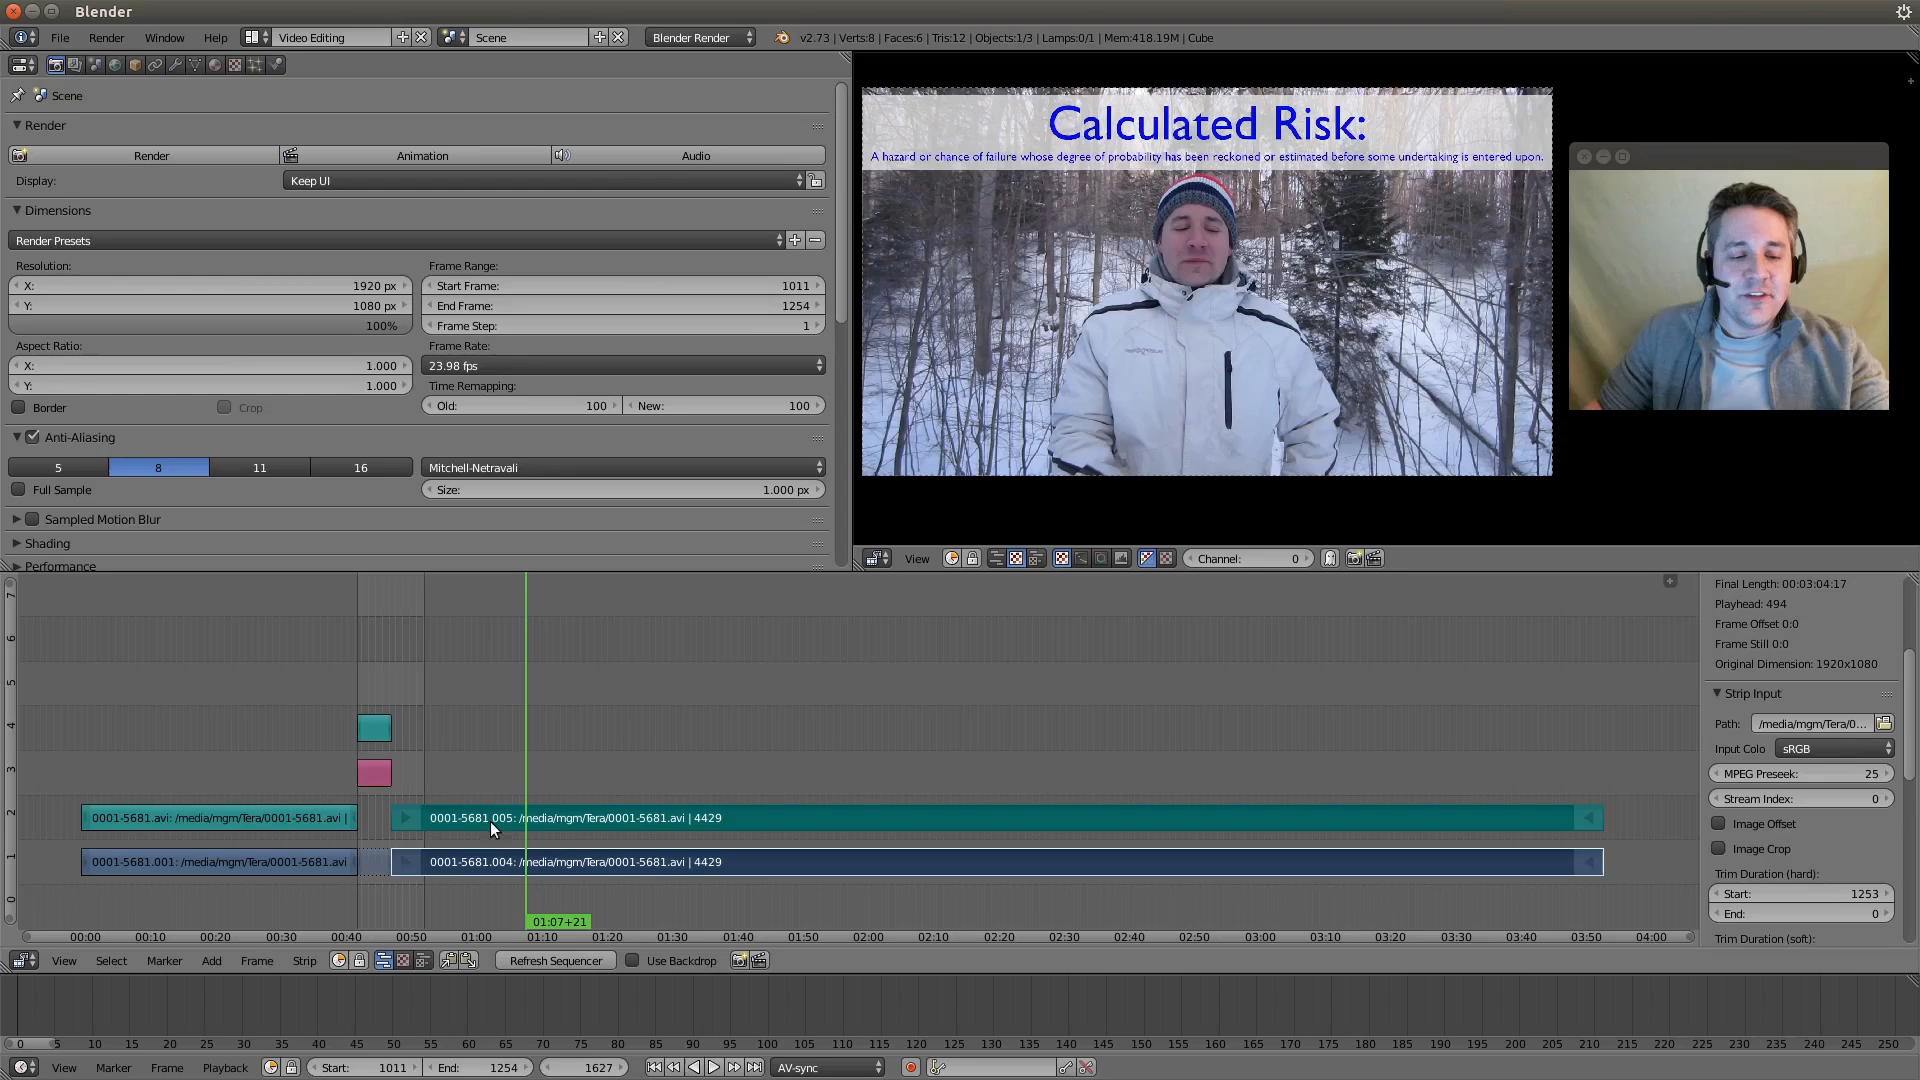 Blender
File Render Window Help Video Editing Scene Blender Render v2.73 | Verts:8 | Faces:6 | Tris:12 | Objects:1/3 | Lamps:0/1 | Mem:418.19M | Cube
Scene
Render
Render Animation Audio
Display: Keep UI
Dimensions
Render Presets
Resolution: Frame Range:
X: 1920 px Start Frame: 1011
Y: 1080 px End Frame: 1254
100% Frame Step: 1
Aspect Ratio: Frame Rate:
X: 1.000 23.98 fps
Y: 1.000 Time Remapping:
Border Crop Old: 100 New: 100
Anti-Aliasing
5 8 11 16 Mitchell-Netravali
Full Sample Size: 1.000 px
Sampled Motion Blur
Shading
Performance
Calculated Risk:
A hazard or chance of failure whose degree of probability has been reckoned or estimated before some undertaking is entered upon.
View Channel: 0
7
6
5
4
3
2
1
0
0001-5681.avi: /media/mgm/Tera/0001-5681.avi |
0001-5681.005: /media/mgm/Tera/0001-5681.avi | 4429
0001-5681.001: /media/mgm/Tera/0001-5681.avi
0001-5681.004: /media/mgm/Tera/0001-5681.avi | 4429
01:07+21
00:00 00:10 00:20 00:30 00:40 00:50 01:00 01:10 01:20 01:30 01:40 01:50 02:00 02:10 02:20 02:30 02:40 02:50 03:00 03:10 03:20 03:30 03:40 03:50 04:00
Final Length: 00:03:04:17
Playhead: 494
Frame Offset 0:0
Frame Still 0:0
Original Dimension: 1920x1080
Strip Input
Path: /media/mgm/Tera/0...
Input Colo sRGB
MPEG Preseek: 25
Stream Index: 0
Image Offset
Image Crop
Trim Duration (hard):
Start: 1253
End: 0
Trim Duration (soft):
View Select Marker Add Frame Strip Refresh Sequencer Use Backdrop
0 5 10 15 20 25 30 35 40 45 50 55 60 65 70 75 80 85 90 95 100 105 110 115 120 125 130 135 140 145 150 155 160 165 170 175 180 185 190 195 200 205 210 215 220 225 230 235 240 245 250
View Marker Frame Playback Start: 1011 End: 1254 1627 AV-sync